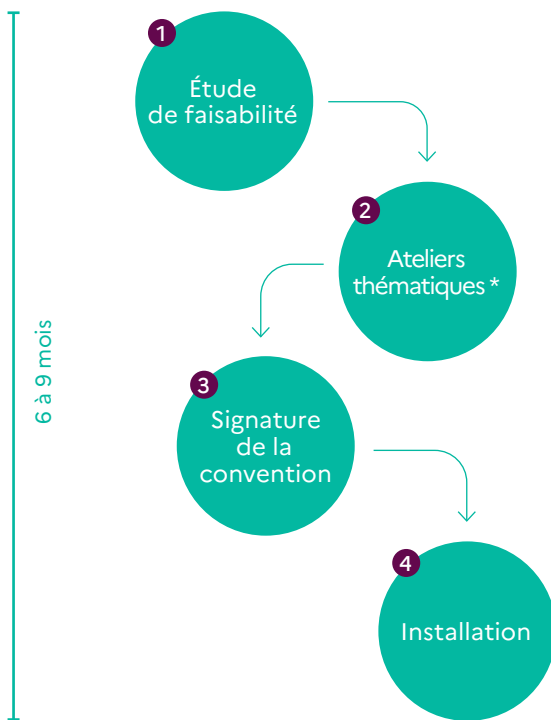 1
Étude
de faisabilité
2
Ateliers
thématiques *
3
Signature
de la
convention
4
Installation
6 à 9 mois